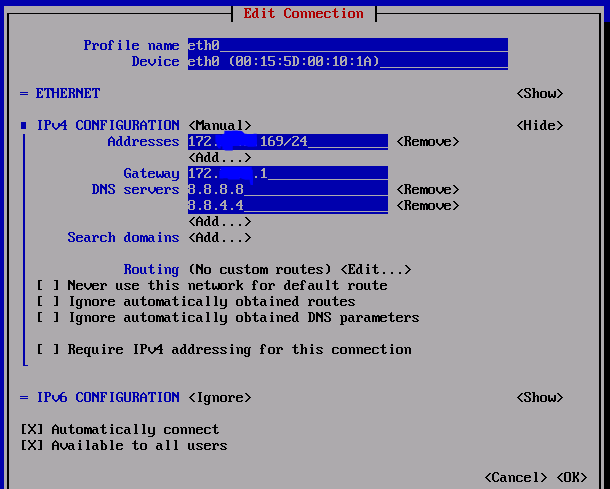 Edit Connection
Profile name eth0
Device eth0 (00:15:5D:00:10:1A)
= ETHERNET <Show>
IPv4 CONFIGURATION <Manual> <Hide>
Addresses 172. 169/24 <Remove>
<Add...>
Gateway 172. .1
DNS servers 8.8.8.8 <Remove>
8.8.4.4 <Remove>
<Add...>
Search domains <Add...>
Routing (No custom routes) <Edit...>
[ ] Never use this network for default route
[ ] Ignore automatically obtained routes
[ ] Ignore automatically obtained DNS parameters
[ ] Require IPv4 addressing for this connection
= IPv6 CONFIGURATION <Ignore> <Show>
[X] Automatically connect
[X] Available to all users
<Cancel> <OK>